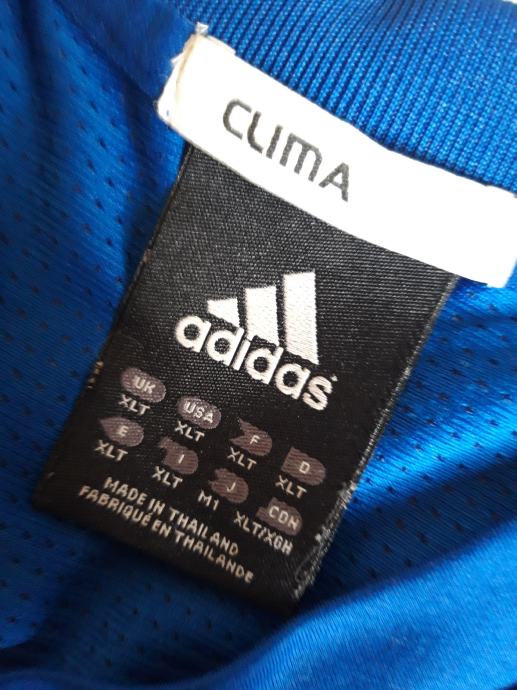 CLIMA
adidas
UK USA F D
XLT XLT XLT XLT
E I J CDN
XLT XLT M1 XLT/XGH
MADE IN THAILAND
FABRIQUÉ EN THAILANDE